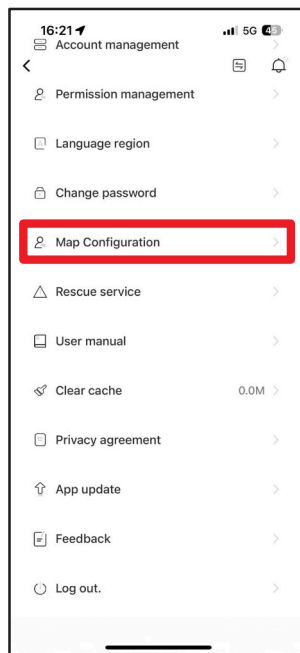 16:21 5G 45
Account management
Permission management
Language region
Change password
Map Configuration
Rescue service
User manual
Clear cache 0.0M
Privacy agreement
App update
Feedback
Log out.